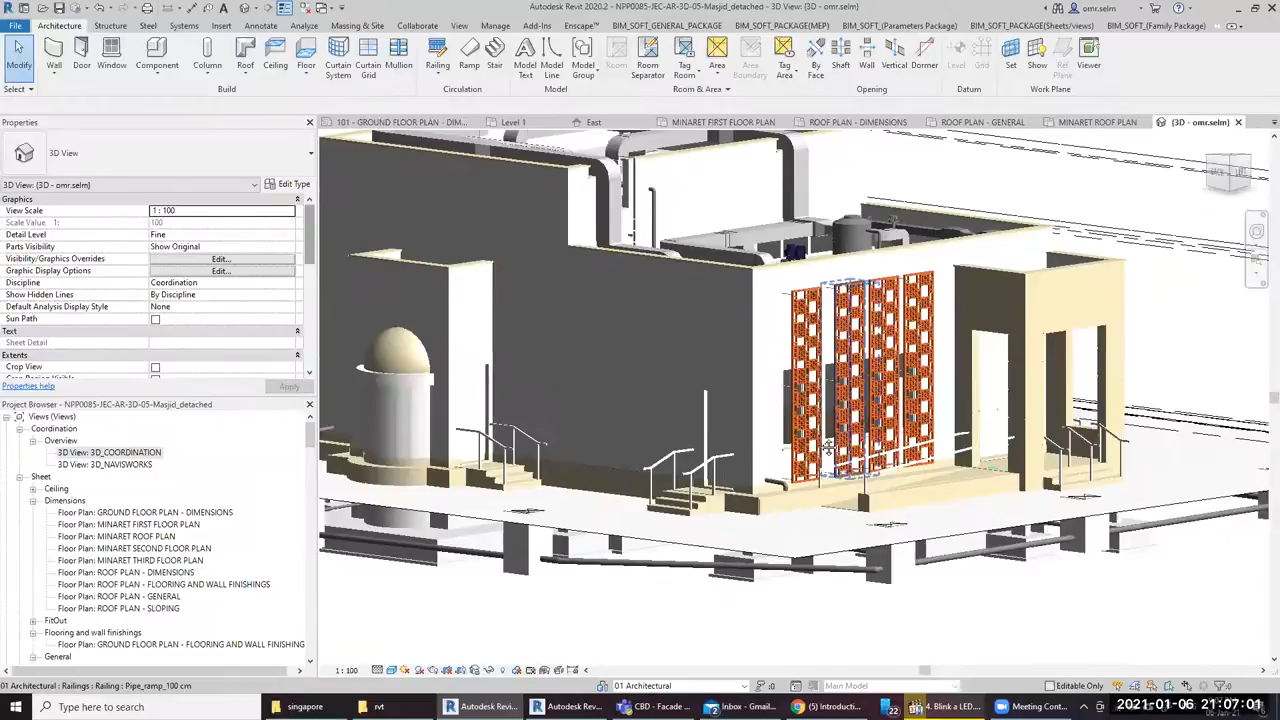 Autodesk Revit 2020.2 - NPP0085-JEC-AR-3D-05-Masjid_detached
omr.selm
File Architecture Structure Steel Systems Insert Annotate Analyze Massing & Site Collaborate View Manage Add-Ins Enscape™ BIM_SOFT_GENERAL_PACKAGE BIM_SOFT_PACKAGE(MEP) BIM_SOFT_(Parameters Package) BIM_SOFT_PACKAGE(Sheets/views) BIM_SOFT_(Family Package)
Modify Wall Door Window Component Column Roof Ceiling Floor Curtain System Curtain Grid Mullion Railing Ramp Stair Model Text Model Line Model Group Room Room Separator Tag Room Area Area Boundary Tag Area By Face Shaft Wall Vertical Dormer Level Grid Set Show Ref Plane Viewer
Select Build Circulation Model Room & Area Opening Datum Work Plane
Properties
101 - GROUND FLOOR PLAN - DIM... Level 1 East MINARET FIRST FLOOR PLAN ROOF PLAN - DIMENSIONS ROOF PLAN - GENERAL MINARET ROOF PLAN (3D - omr.selm)
3D View
3D View: (3D - omr.selm) Edit Type
Graphics
View Scale 1 : 100
Scale Value 1: 100
Detail Level Fine
Parts Visibility Show Original
Visibility/Graphics Overrides Edit...
Graphic Display Options Edit...
Discipline Coordination
Show Hidden Lines By Discipline
Default Analysis Display Style None
Sun Path
Text
Sheet Detail
Extents
Crop View
Properties help Apply
Project Browser - NPP0085-JEC-AR-3D-05-Masjid_detached
Views (Views)
Coordination
Overview
3D View: 3D_COORDINATION
3D View: 3D_NAVISWORKS
Sheet
Ceiling
Dimensions
Floor Plan: GROUND FLOOR PLAN - DIMENSIONS
Floor Plan: MINARET FIRST FLOOR PLAN
Floor Plan: MINARET ROOF PLAN
Floor Plan: MINARET SECOND FLOOR PLAN
Floor Plan: MINARET THIRD FLOOR PLAN
Floor Plan: ROOF PLAN - DIMENSIONS
Floor Plan: ROOF PLAN - FLOORING AND WALL FINISHINGS
Floor Plan: ROOF PLAN - GENERAL
Floor Plan: ROOF PLAN - SLOPING
FitOut
Flooring and wall finishings
Floor Plan: GROUND FLOOR PLAN - FLOORING AND WALL FINISHING
General
1 : 100
01 Architectural : Railings : Railing : Pipe_ramp_100 cm 01 Architectural :0 Main Model Editable Only :0
Type here to search singapore rvt Autodesk Revi... Autodesk Rev... CBD - Facade ... Inbox - Gmail ... (5) Introducti... 22 4. Blink a LED... Meeting Cont... 2021-01-06 21:07:01